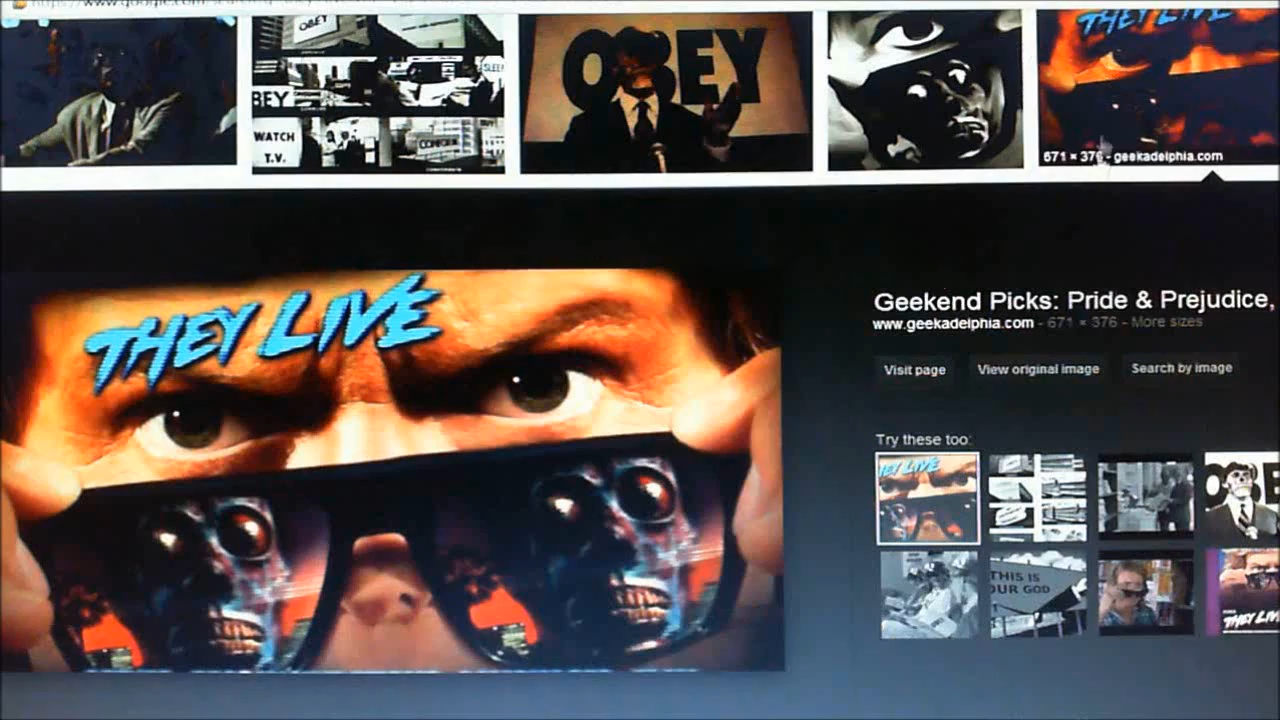 OBEY
SLEEP
OBEY
THEY LIVE
BEY
WATCH
T.V.
671 × 376 - geekadelphia.com
THEY LIVE
Geekend Picks: Pride & Prejudice,
www.geekadelphia.com - 671 × 376 - More sizes
Visit page
View original image
Search by image
Try these too:
THEY LIVE
THIS IS
OUR GOD
THEY LIVE